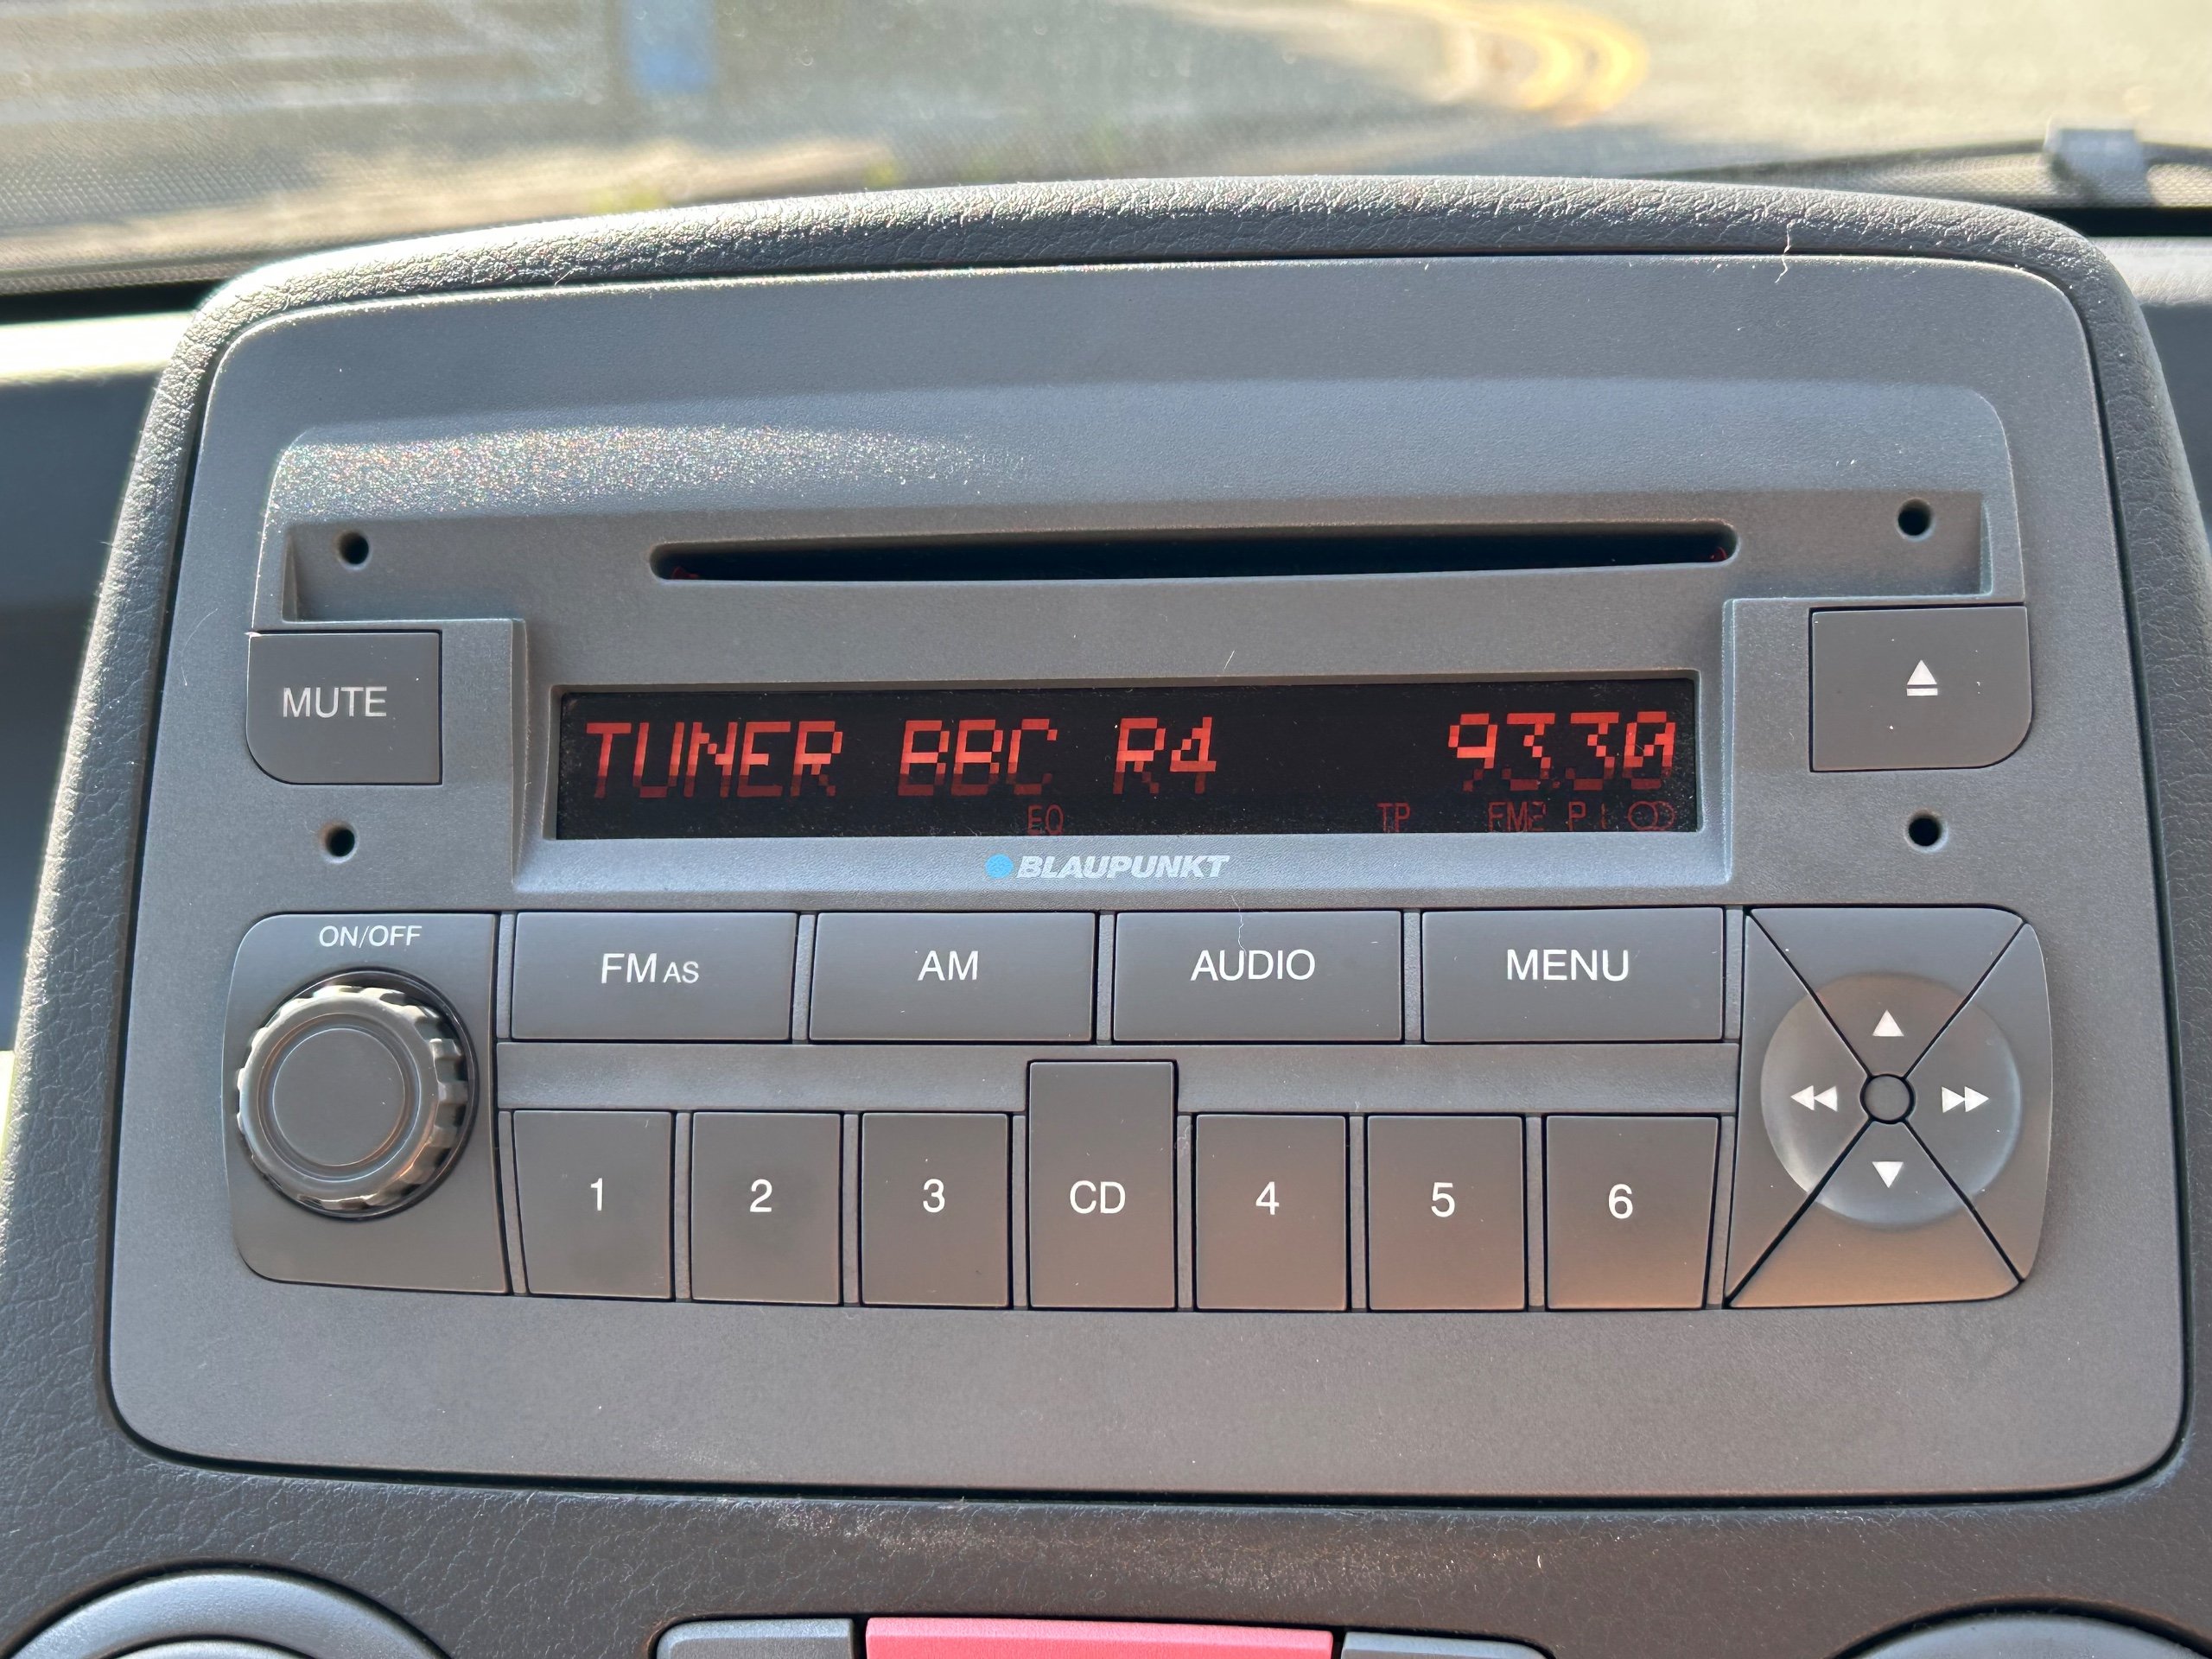 MUTE
TUNER BBC R4 93.30
EQ TP FM2 P1
BLAUPUNKT
ON/OFF
FM AS AM AUDIO MENU
1 2 3 CD 4 5 6